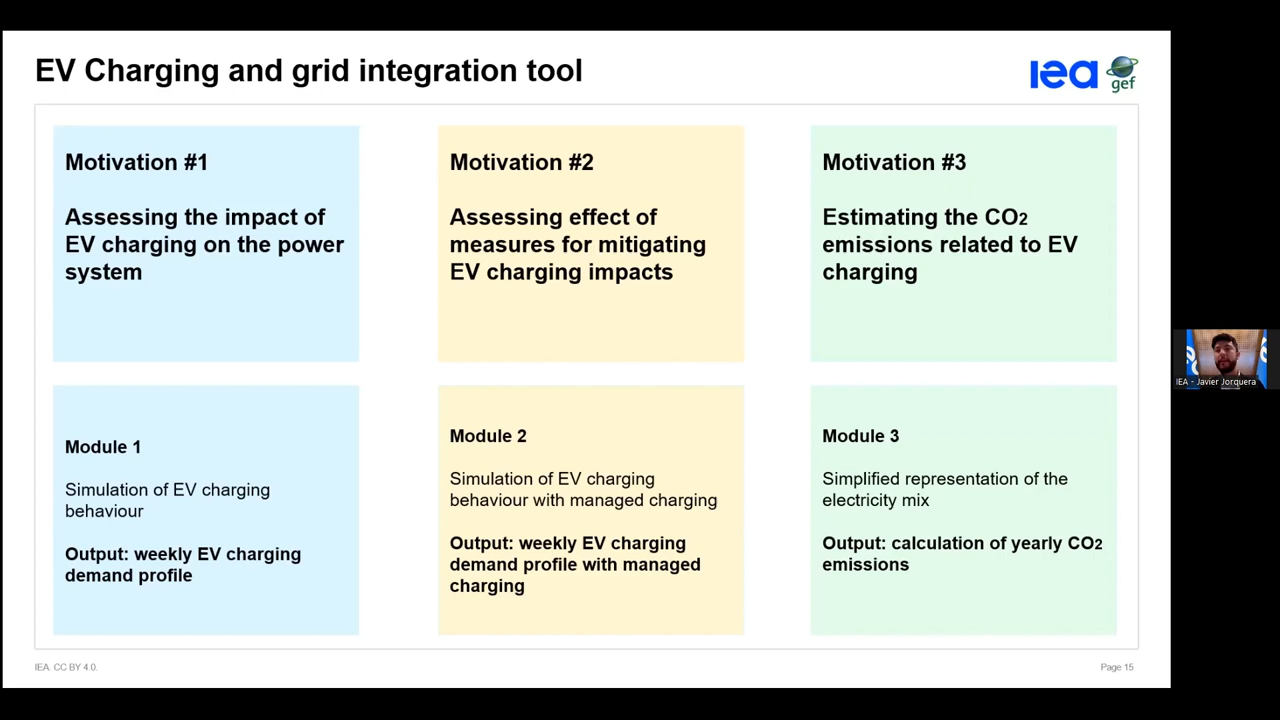 EV Charging and grid integration tool
iea
gef
Motivation #1
Assessing the impact of
EV charging on the power
system
Motivation #2
Assessing effect of
measures for mitigating
EV charging impacts
Motivation #3
Estimating the CO2
emissions related to EV
charging
Module 1
Simulation of EV charging
behaviour
Output: weekly EV charging
demand profile
Module 2
Simulation of EV charging
behaviour with managed charging
Output: weekly EV charging
demand profile with managed
charging
Module 3
Simplified representation of the
electricity mix
Output: calculation of yearly CO2
emissions
IEA - Javier Jorquera
IEA. CC BY 4.0.
Page 15